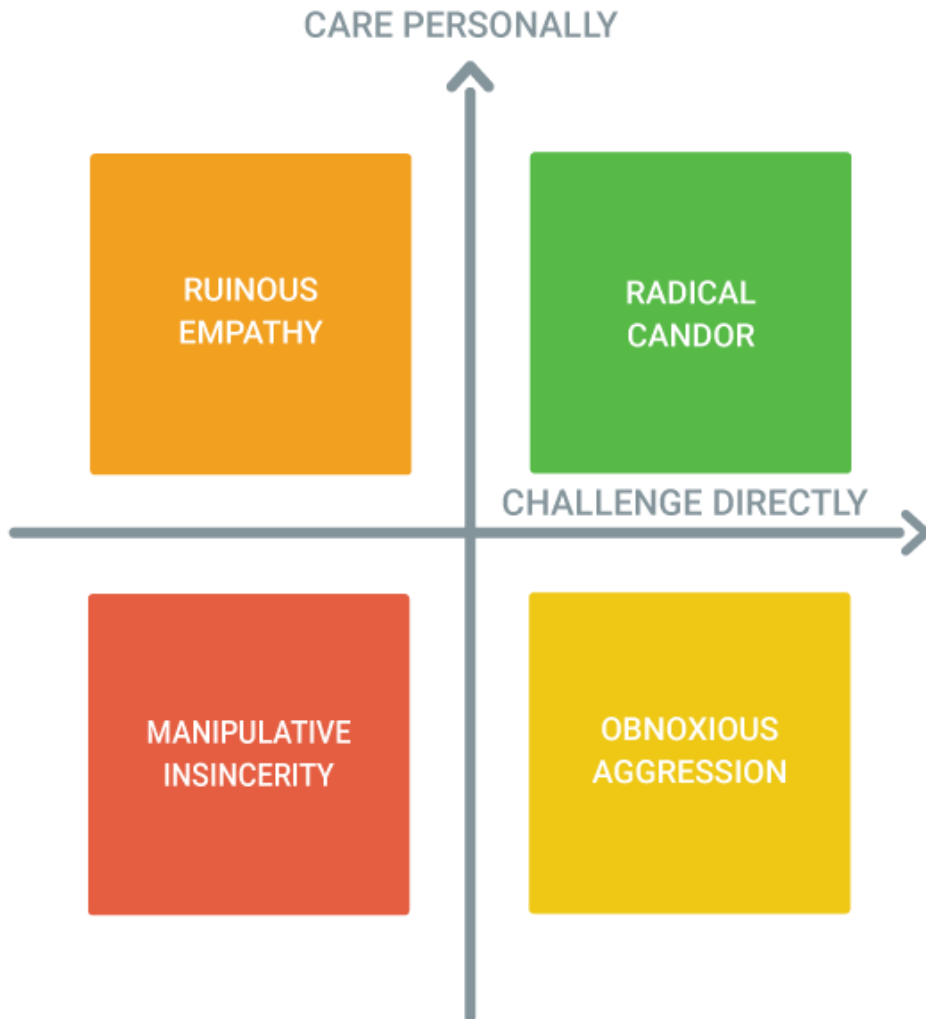 CARE PERSONALLY
RUINOUS
EMPATHY
RADICAL
CANDOR
CHALLENGE DIRECTLY
MANIPULATIVE
INSINCERITY
OBNOXIOUS
AGGRESSION